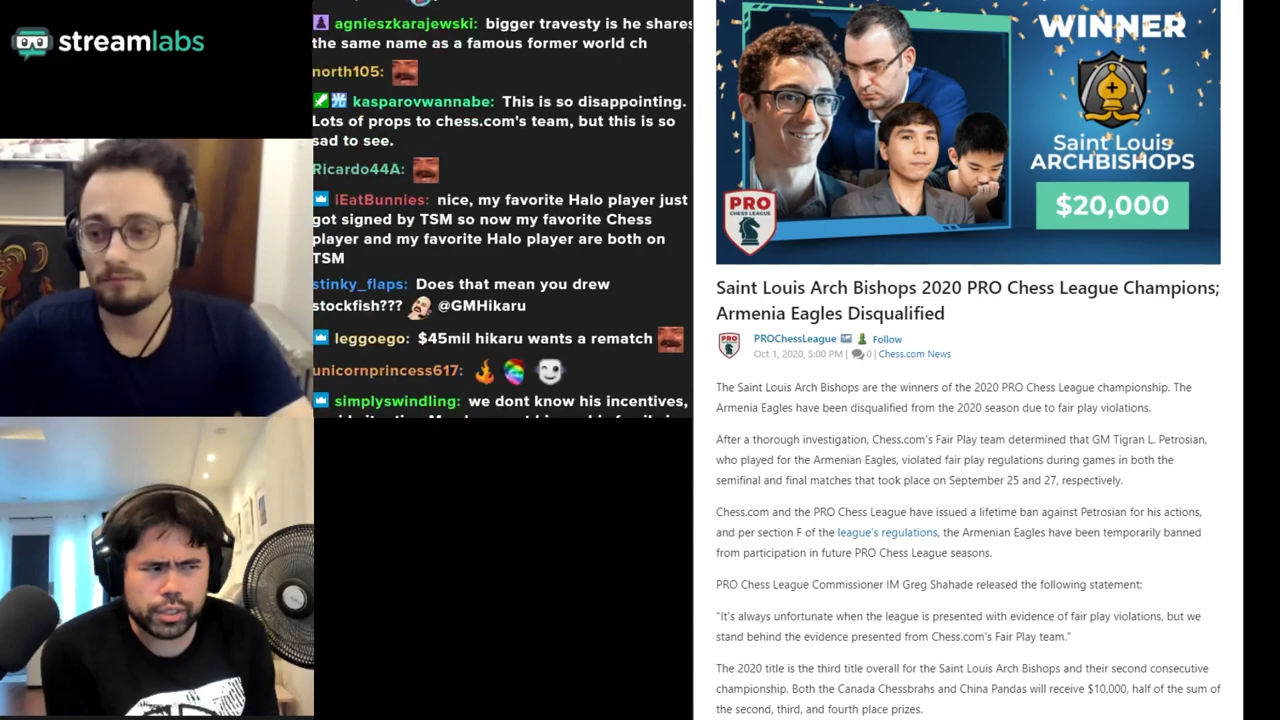 streamlabs
agnieszkarajewski: bigger travesty is he shares
the same name as a famous former world ch
north105:
kasparovwannabe: This is so disappointing.
Lots of props to chess.com's team, but this is so
sad to see.
Ricardo44A:
iEatBunnies: nice, my favorite Halo player just
got signed by TSM so now my favorite Chess
player and my favorite Halo player are both on
TSM
stinky_flaps: Does that mean you drew
stockfish??? @GMHikaru
leggoego: $45mil hikaru wants a rematch
unicornprincess617:
simplyswindling: we dont know his incentives,
WINNER
Saint Louis
ARCHBISHOPS
$20,000
PRO
CHESS LEAGUE
Saint Louis Arch Bishops 2020 PRO Chess League Champions;
Armenia Eagles Disqualified
PRO
PROChessLeague Follow
Oct 1, 2020, 5:00 PM | 0 | Chess.com News
The Saint Louis Arch Bishops are the winners of the 2020 PRO Chess League championship. The
Armenia Eagles have been disqualified from the 2020 season due to fair play violations.
After a thorough investigation, Chess.com's Fair Play team determined that GM Tigran L. Petrosian,
who played for the Armenian Eagles, violated fair play regulations during games in both the
semifinal and final matches that took place on September 25 and 27, respectively.
Chess.com and the PRO Chess League have issued a lifetime ban against Petrosian for his actions,
and per section F of the league's regulations, the Armenian Eagles have been temporarily banned
from participation in future PRO Chess League seasons.
PRO Chess League Commissioner IM Greg Shahade released the following statement:
"It's always unfortunate when the league is presented with evidence of fair play violations, but we
stand behind the evidence presented from Chess.com's Fair Play team."
The 2020 title is the third title overall for the Saint Louis Arch Bishops and their second consecutive
championship. Both the Canada Chessbrahs and China Pandas will receive $10,000, half of the sum of
the second, third, and fourth place prizes.